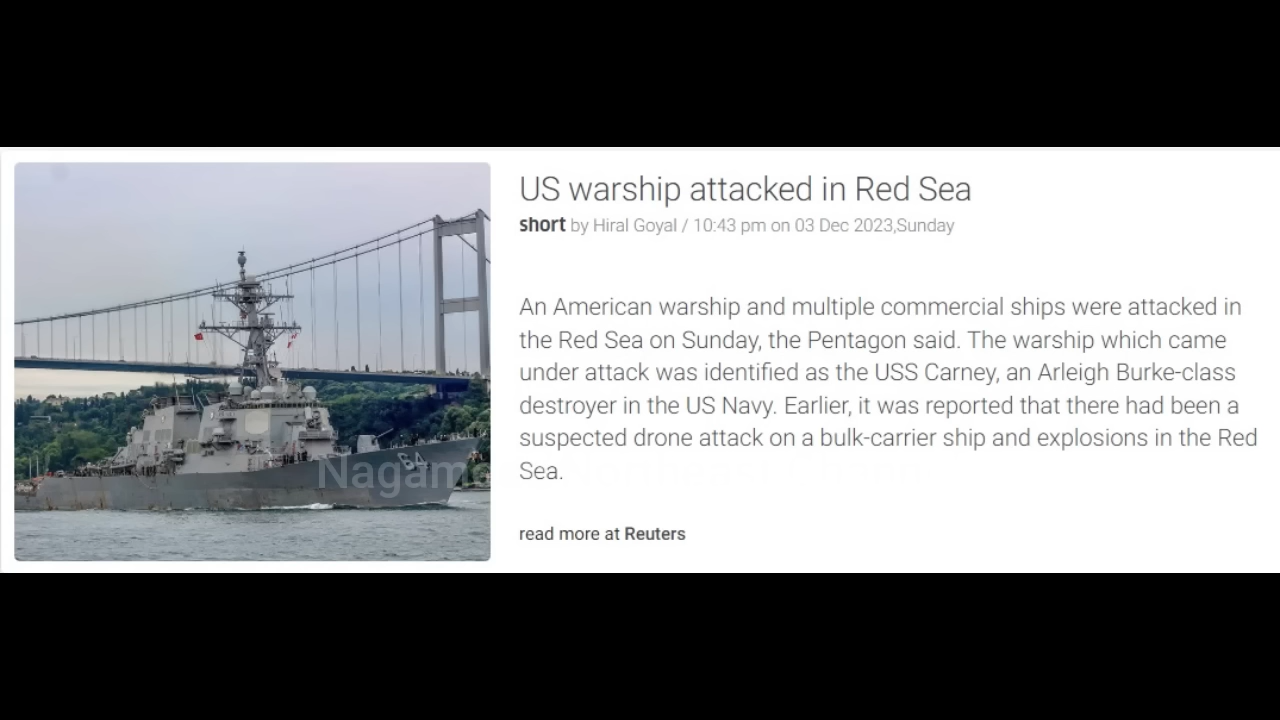 US warship attacked in Red Sea
short by Hiral Goyal / 10:43 pm on 03 Dec 2023,Sunday
An American warship and multiple commercial ships were attacked in
the Red Sea on Sunday, the Pentagon said. The warship which came
under attack was identified as the USS Carney, an Arleigh Burke-class
destroyer in the US Navy. Earlier, it was reported that there had been a
suspected drone attack on a bulk-carrier ship and explosions in the Red
Sea.
read more at Reuters
64